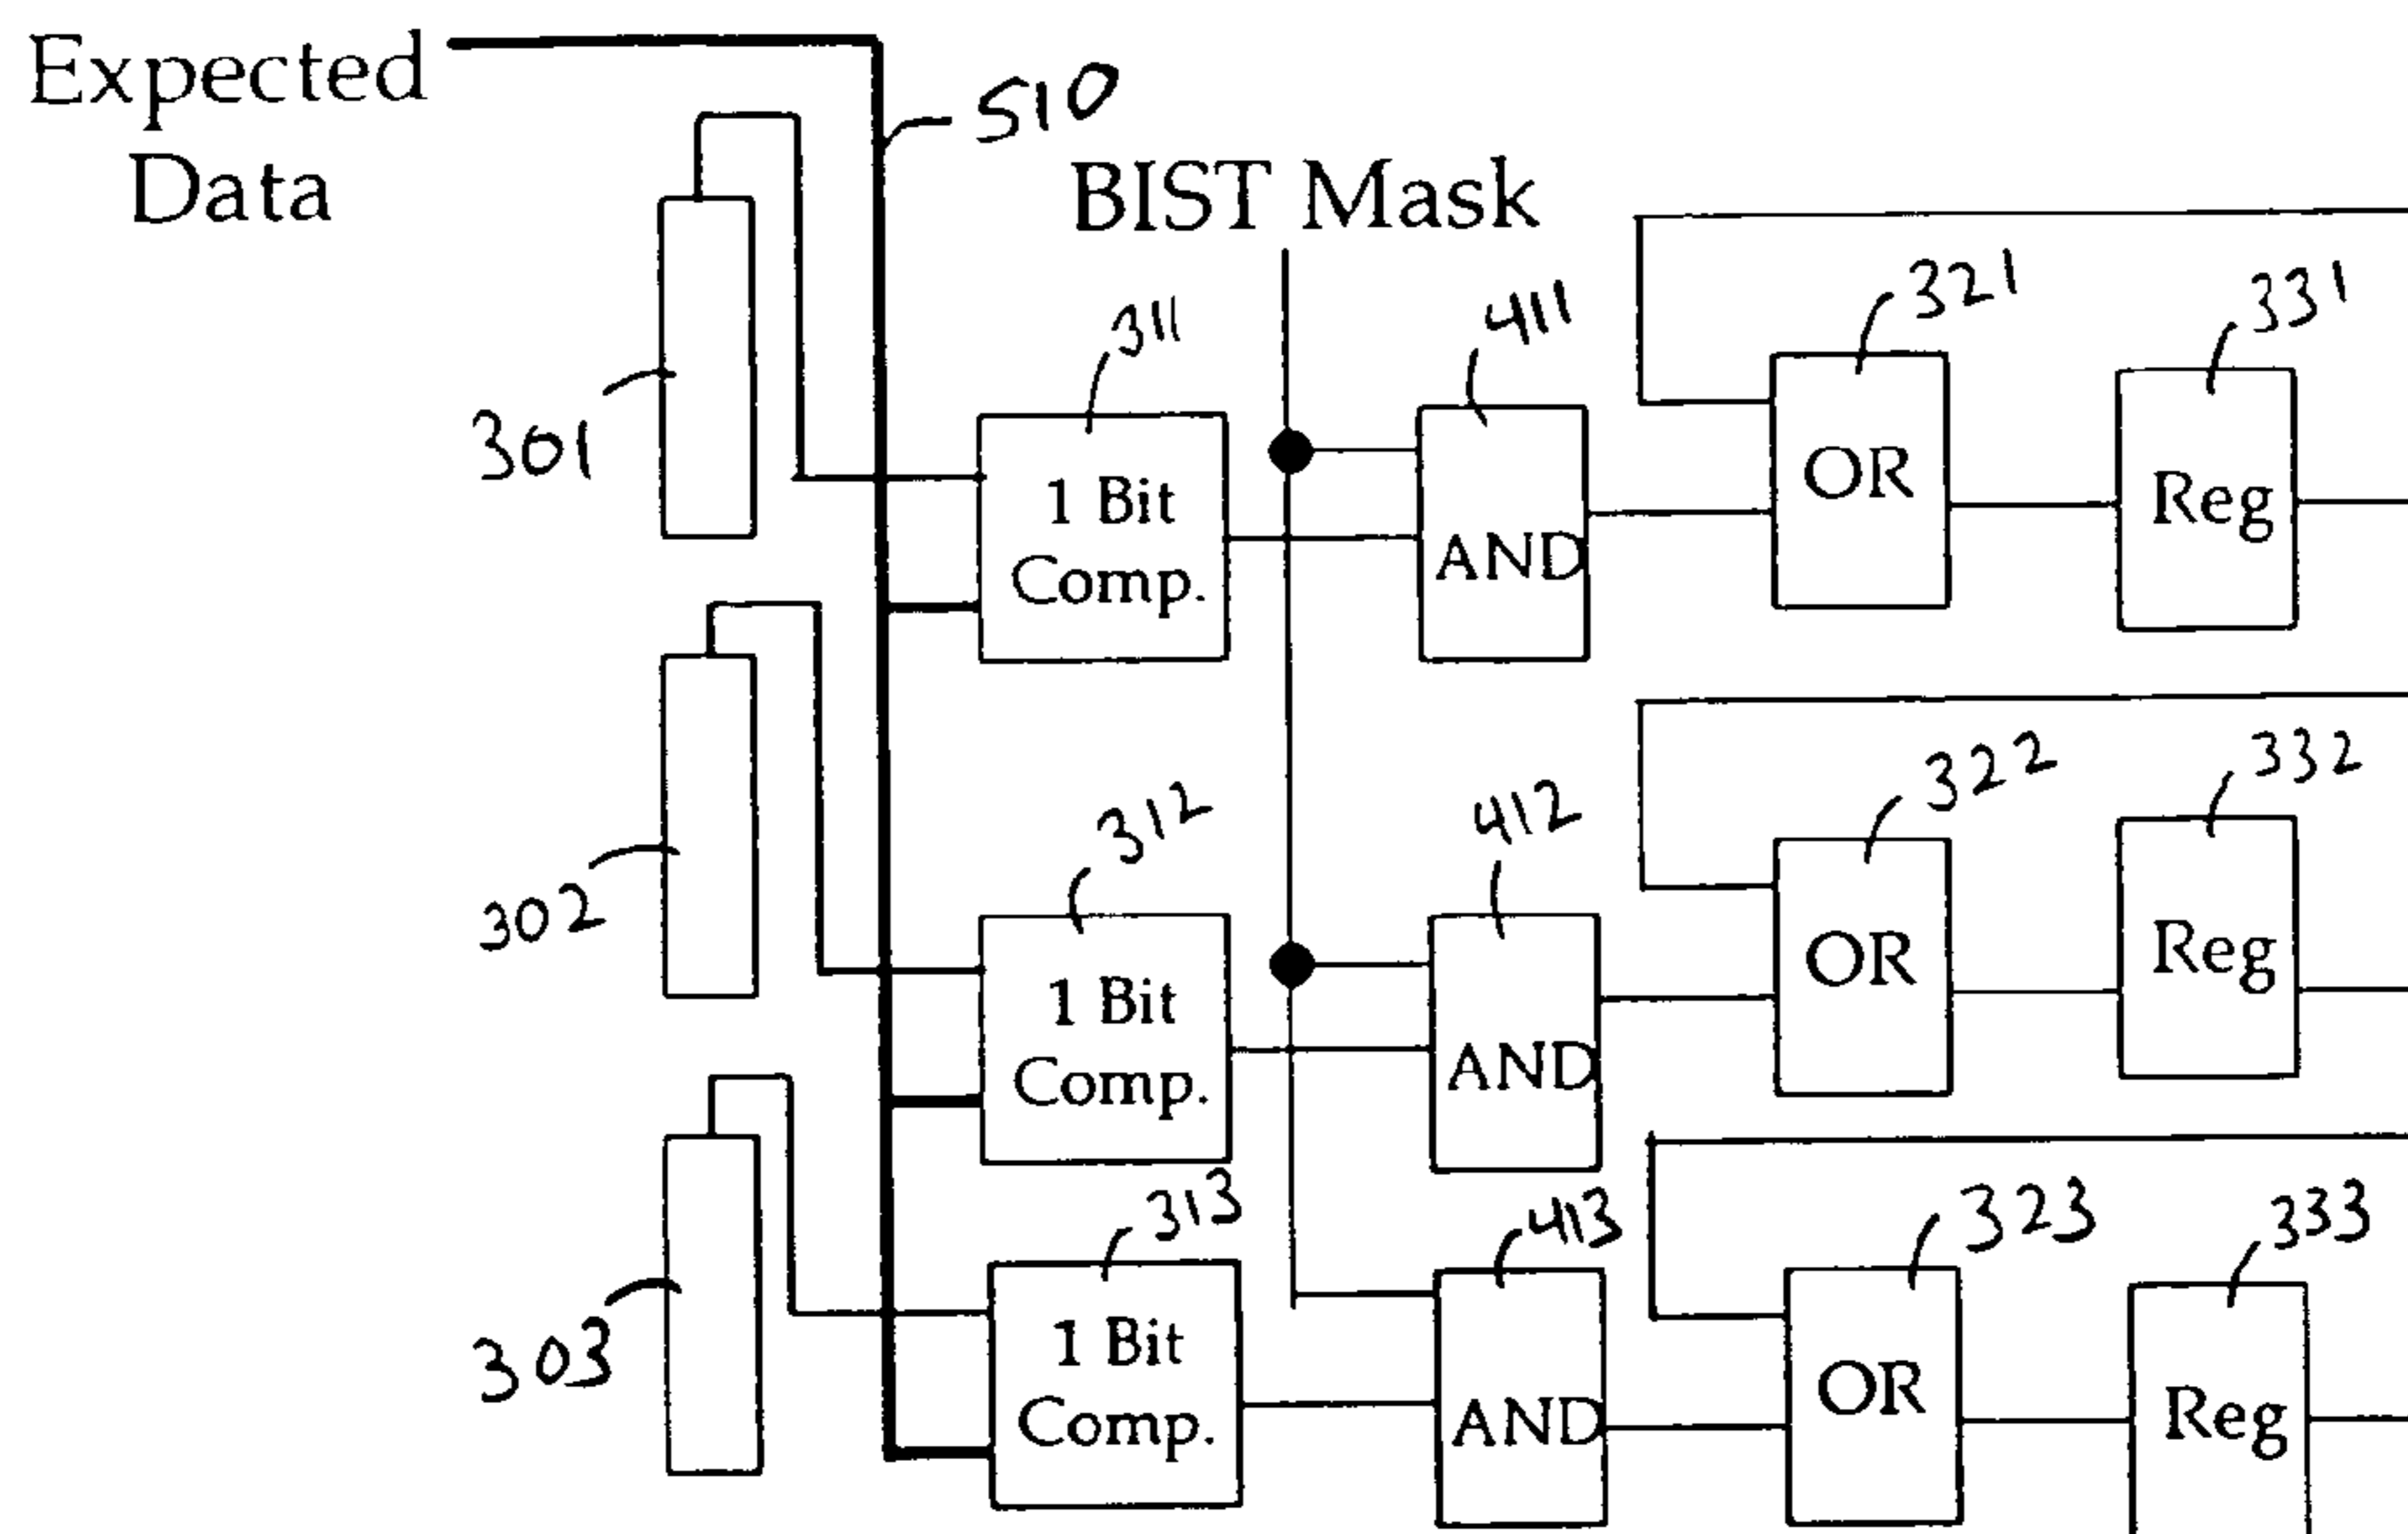 Expected
Data
510
BIST Mask
301
311
1 Bit
Comp.
411
AND
321
OR
331
Reg
302
312
1 Bit
Comp.
412
AND
322
OR
332
Reg
303
313
1 Bit
Comp.
413
AND
323
OR
333
Reg